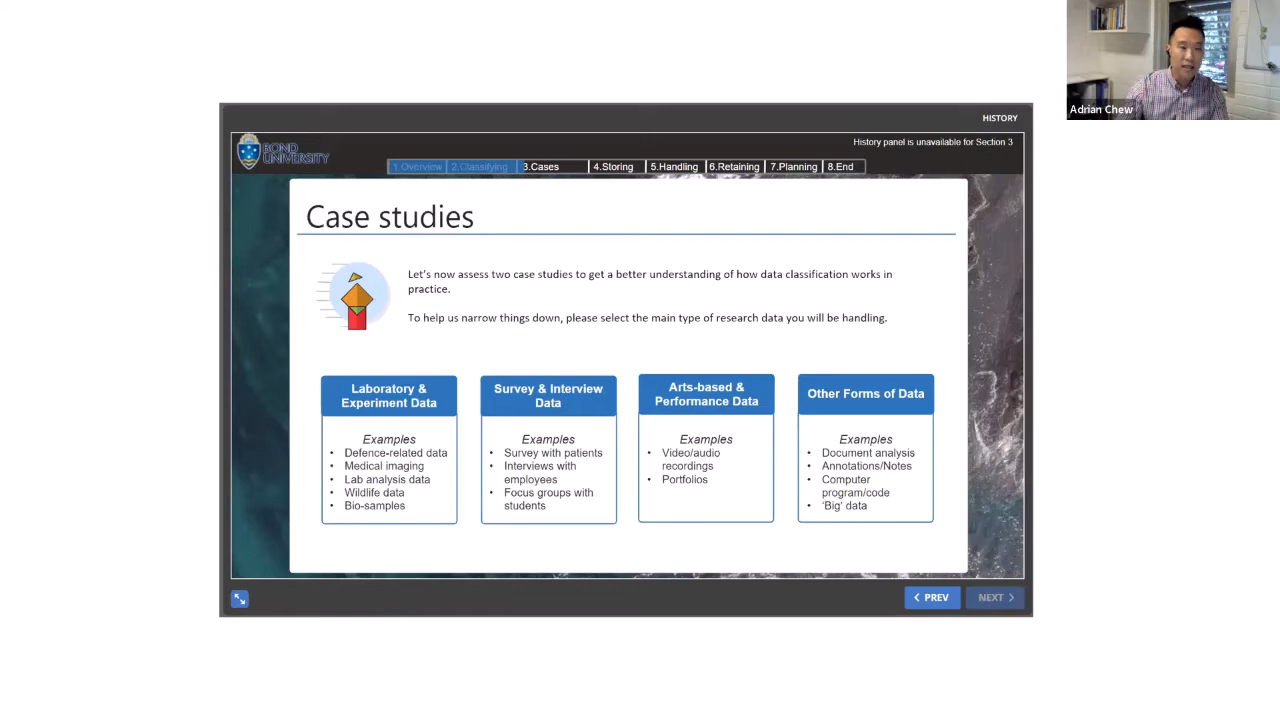 Adrian Chew
HISTORY
BOND
UNIVERSITY
History panel is unavailable for Section 3
1.Overview 2.Classifying 3.Cases 4.Storing 5.Handling 6.Retaining 7.Planning 8.End
Case studies
Let's now assess two case studies to get a better understanding of how data classification works in
practice.
To help us narrow things down, please select the main type of research data you will be handling.
Laboratory &
Experiment Data
Examples
• Defence-related data
• Medical imaging
• Lab analysis data
• Wildlife data
• Bio-samples
Survey & Interview
Data
Examples
• Survey with patients
• Interviews with
employees
• Focus groups with
students
Arts-based &
Performance Data
Examples
• Video/audio
recordings
• Portfolios
Other Forms of Data
Examples
• Document analysis
• Annotations/Notes
• Computer
program/code
• 'Big' data
PREV
NEXT